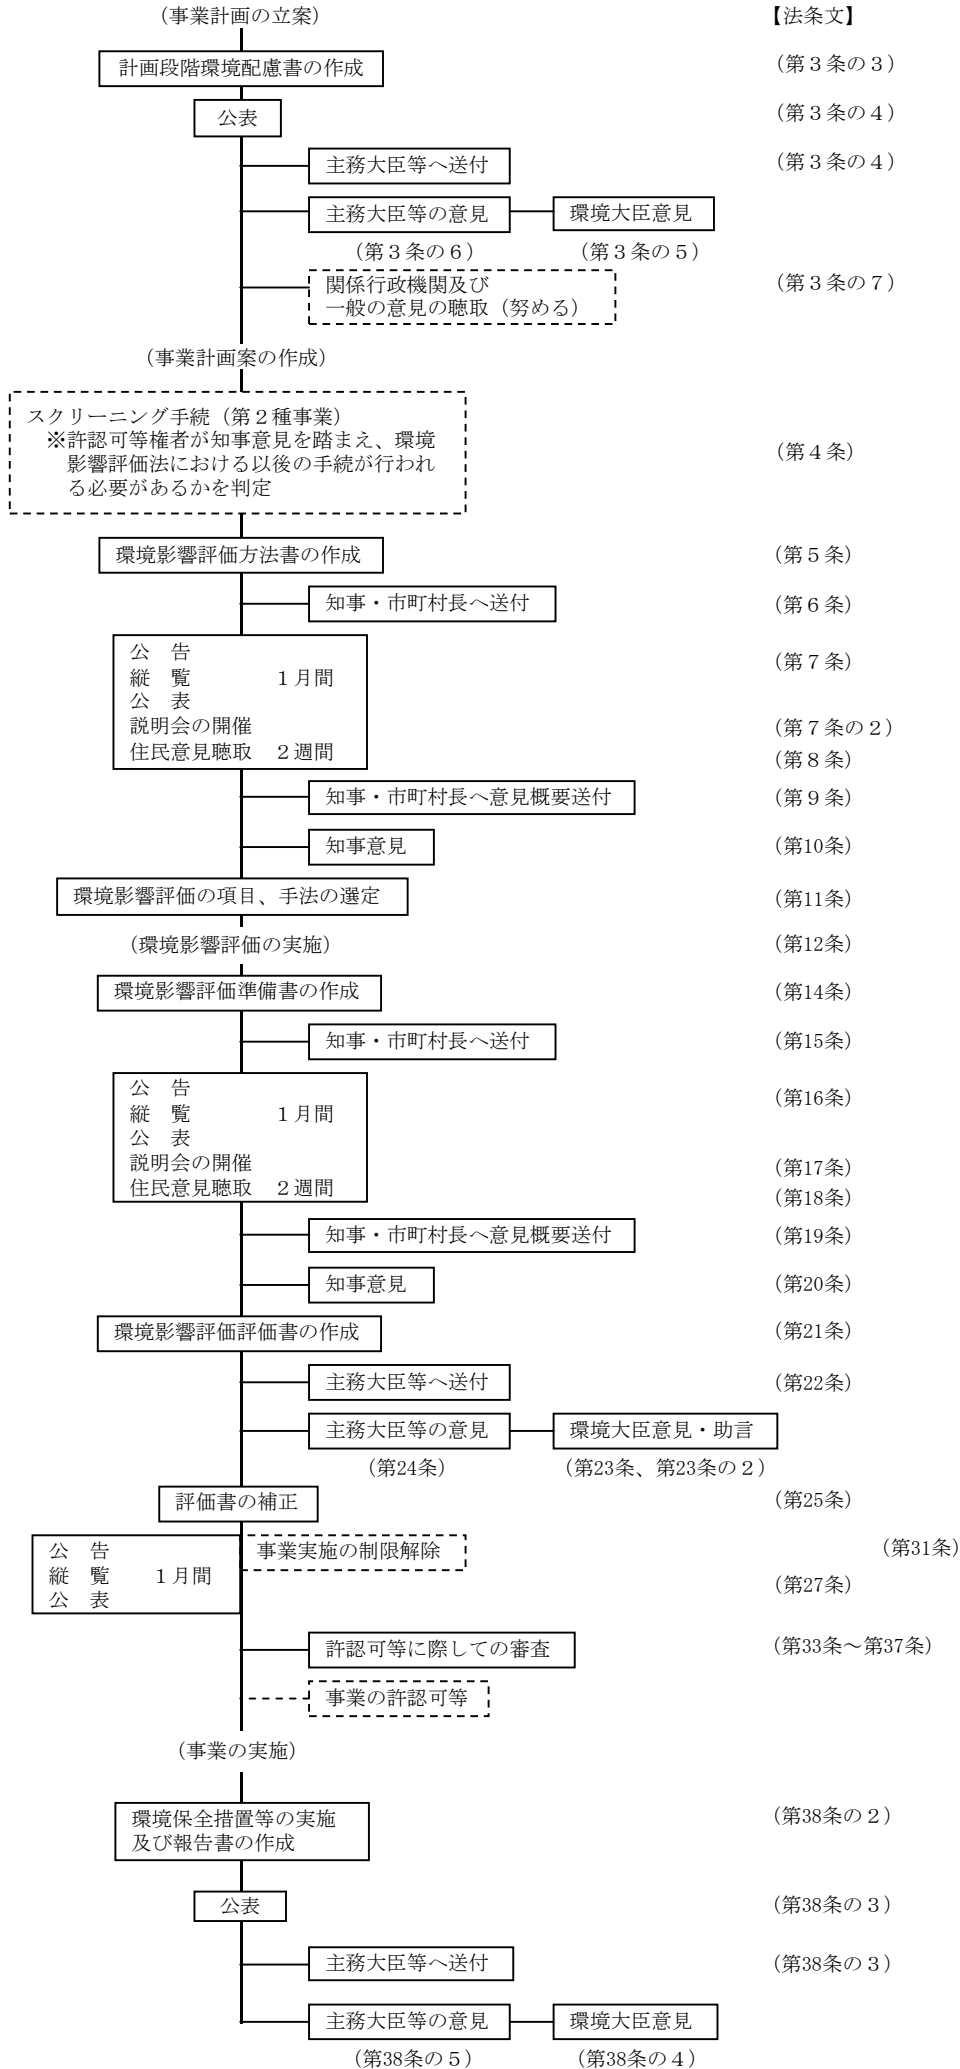 （事業計画の立案）　【法条文】
計画段階環境配慮書の作成　（第３条の３）
公表　（第３条の４）
主務大臣等へ送付　（第３条の４）
主務大臣等の意見　環境大臣意見
（第３条の６）　（第３条の５）
関係行政機関及び　（第３条の７）
一般の意見の聴取（努める）
（事業計画案の作成）
スクリーニング手続（第２種事業）
※許認可等権者が知事意見を踏まえ、環境
影響評価法における以後の手続が行われ　（第４条）
る必要があるかを判定
環境影響評価方法書の作成　（第５条）
知事・市町村長へ送付　（第６条）
公　告
縦　覧　１月間　（第７条）
公　表
説明会の開催　（第７条の２）
住民意見聴取　２週間　（第８条）
知事・市町村長へ意見概要送付　（第９条）
知事意見　（第10条）
環境影響評価の項目、手法の選定　（第11条）
（環境影響評価の実施）　（第12条）
環境影響評価準備書の作成　（第14条）
知事・市町村長へ送付　（第15条）
公　告
縦　覧　１月間　（第16条）
公　表
説明会の開催　（第17条）
住民意見聴取　２週間　（第18条）
知事・市町村長へ意見概要送付　（第19条）
知事意見　（第20条）
環境影響評価評価書の作成　（第21条）
主務大臣等へ送付　（第22条）
主務大臣等の意見　環境大臣意見・助言
（第24条）　（第23条、第23条の２）
評価書の補正　（第25条）
公　告　事業実施の制限解除　（第31条）
縦　覧　１月間　（第27条）
公　表
許認可等に際しての審査　（第33条～第37条）
事業の許認可等
（事業の実施）
環境保全措置等の実施　（第38条の２）
及び報告書の作成
公表　（第38条の３）
主務大臣等へ送付　（第38条の３）
主務大臣等の意見　環境大臣意見
（第38条の５）　（第38条の４）